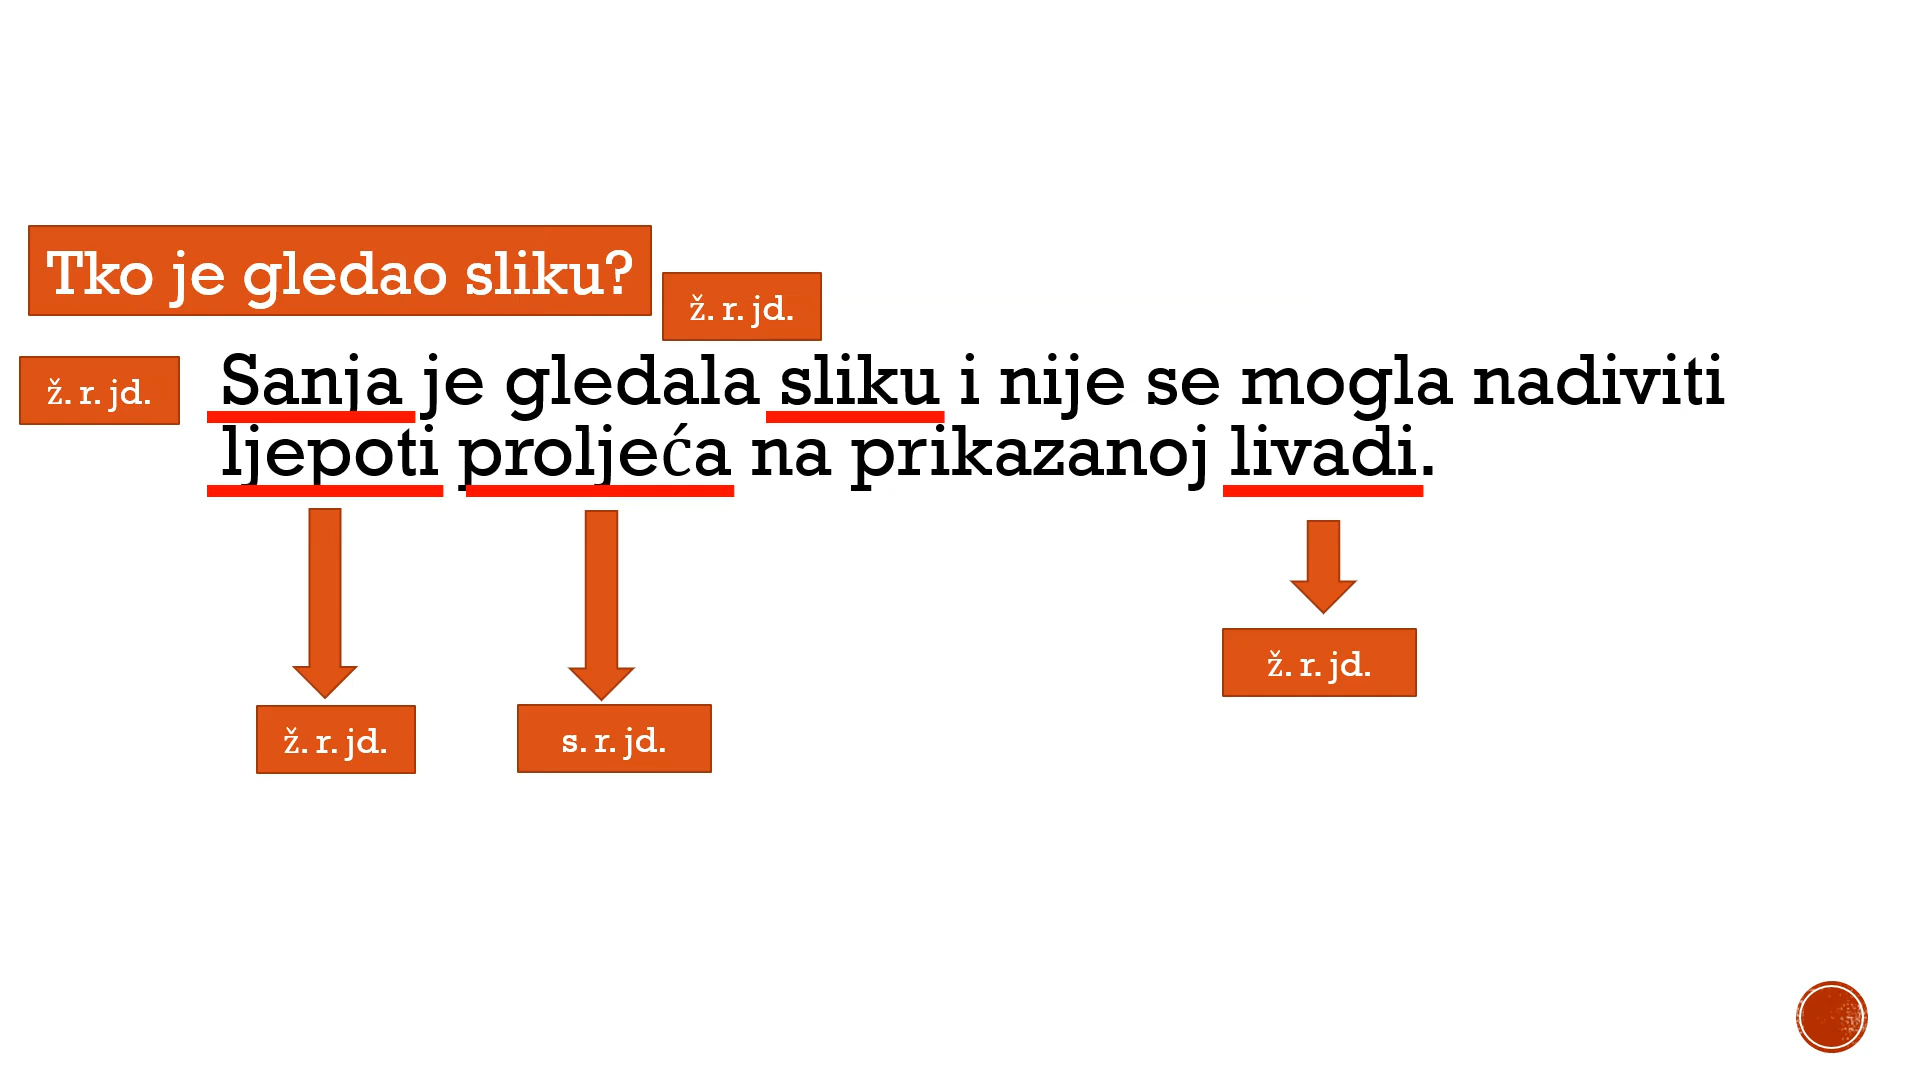 Tko je gledao sliku?
ž. r. jd.
ž. r. jd.
Sanja je gledala sliku i nije se mogla nadiviti
ljepoti proljeća na prikazanoj livadi.
ž. r. jd.
ž. r. jd.
s. r. jd.